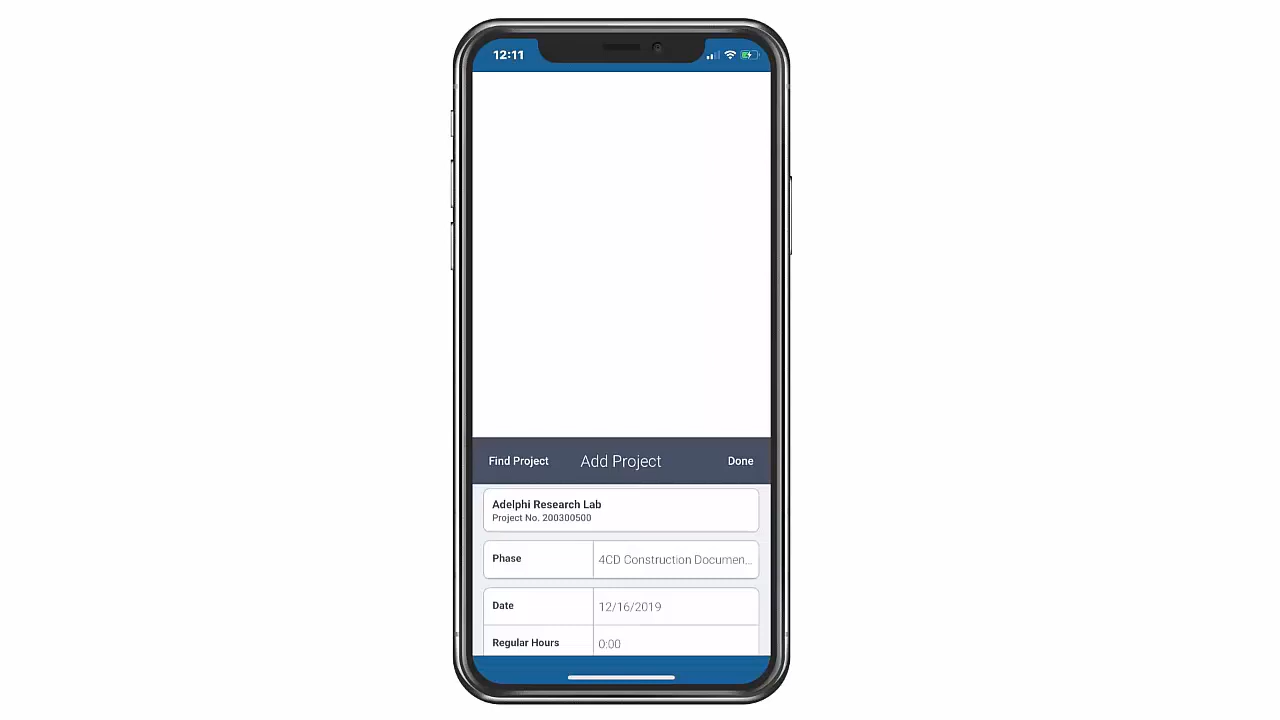 12:11
Find Project Add Project Done
Adelphi Research Lab
Project No. 200300500
Phase 4CD Construction Documen...
Date 12/16/2019
Regular Hours 0:00